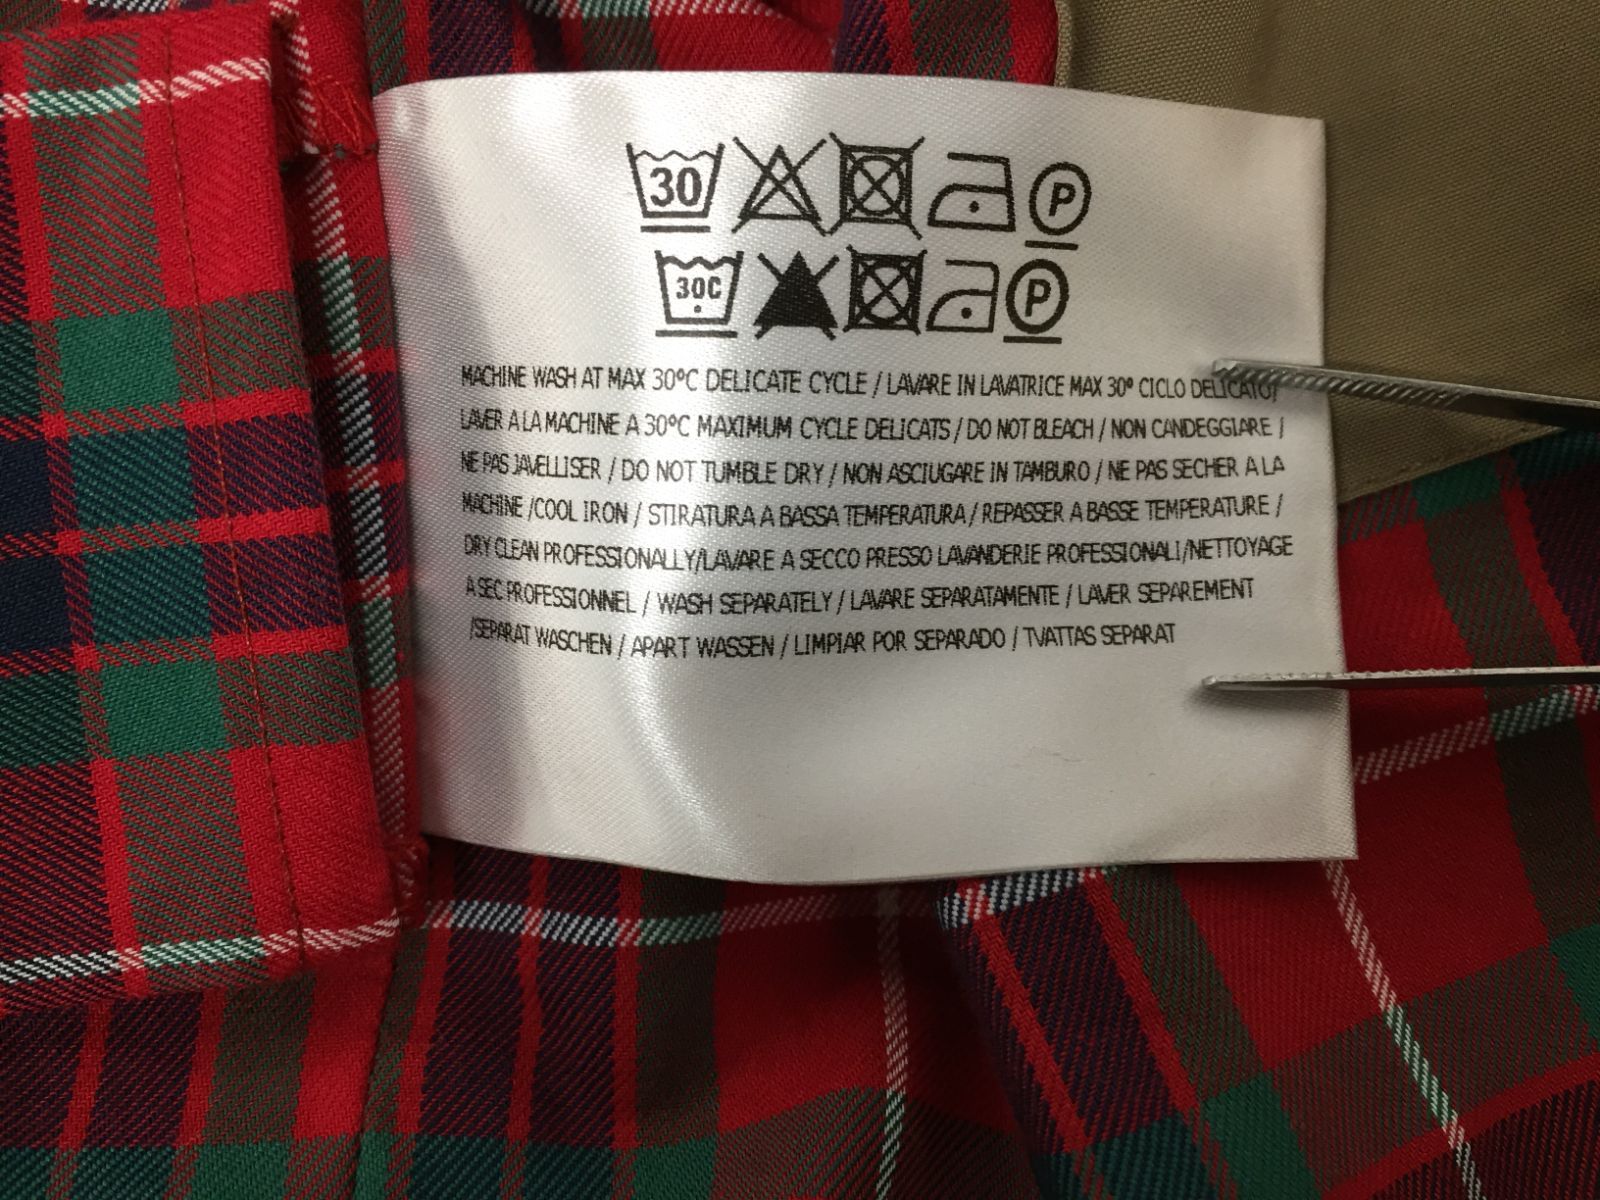 30 P
30C P
MACHINE WASH AT MAX 30ºC DELICATE CYCLE / LAVARE IN LAVATRICE MAX 30º CICLO DELICATO/
LAVER A LA MACHINE A 30ºC MAXIMUM CYCLE DELICATS / DO NOT BLEACH / NON CANDEGGIARE /
NE PAS JAVELLISER / DO NOT TUMBLE DRY / NON ASCIUGARE IN TAMBURO / NE PAS SECHER A LA
MACHINE /COOL IRON / STIRATURA A BASSA TEMPERATURA / REPASSER A BASSE TEMPERATURE /
DRY CLEAN PROFESSIONALLY/LAVARE A SECCO PRESSO LAVANDERIE PROFESSIONALI/NETTOYAGE
A SEC PROFESSIONNEL / WASH SEPARATELY / LAVARE SEPARATAMENTE / LAVER SEPAREMENT
/SEPARAT WASCHEN / APART WASSEN / LIMPIAR POR SEPARADO / TVATTAS SEPARAT